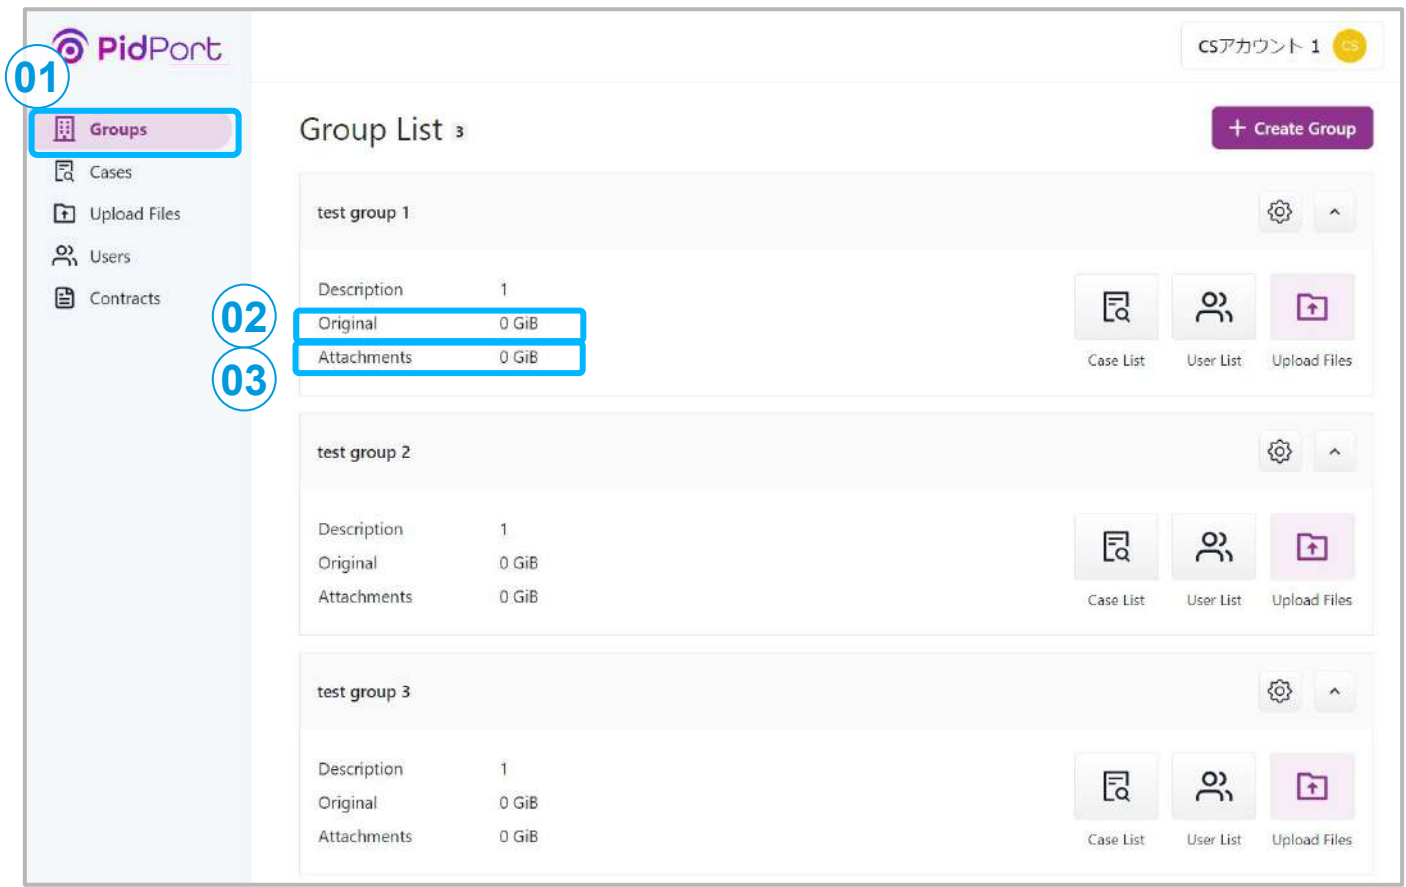 PidPort
CSアカウント 1 CS
01
Groups
Cases
Upload Files
Users
Contracts
Group List 3
+ Create Group
test group 1
Description 1
02 Original 0 GiB
03 Attachments 0 GiB
Case List User List Upload Files
test group 2
Description 1
Original 0 GiB
Attachments 0 GiB
Case List User List Upload Files
test group 3
Description 1
Original 0 GiB
Attachments 0 GiB
Case List User List Upload Files